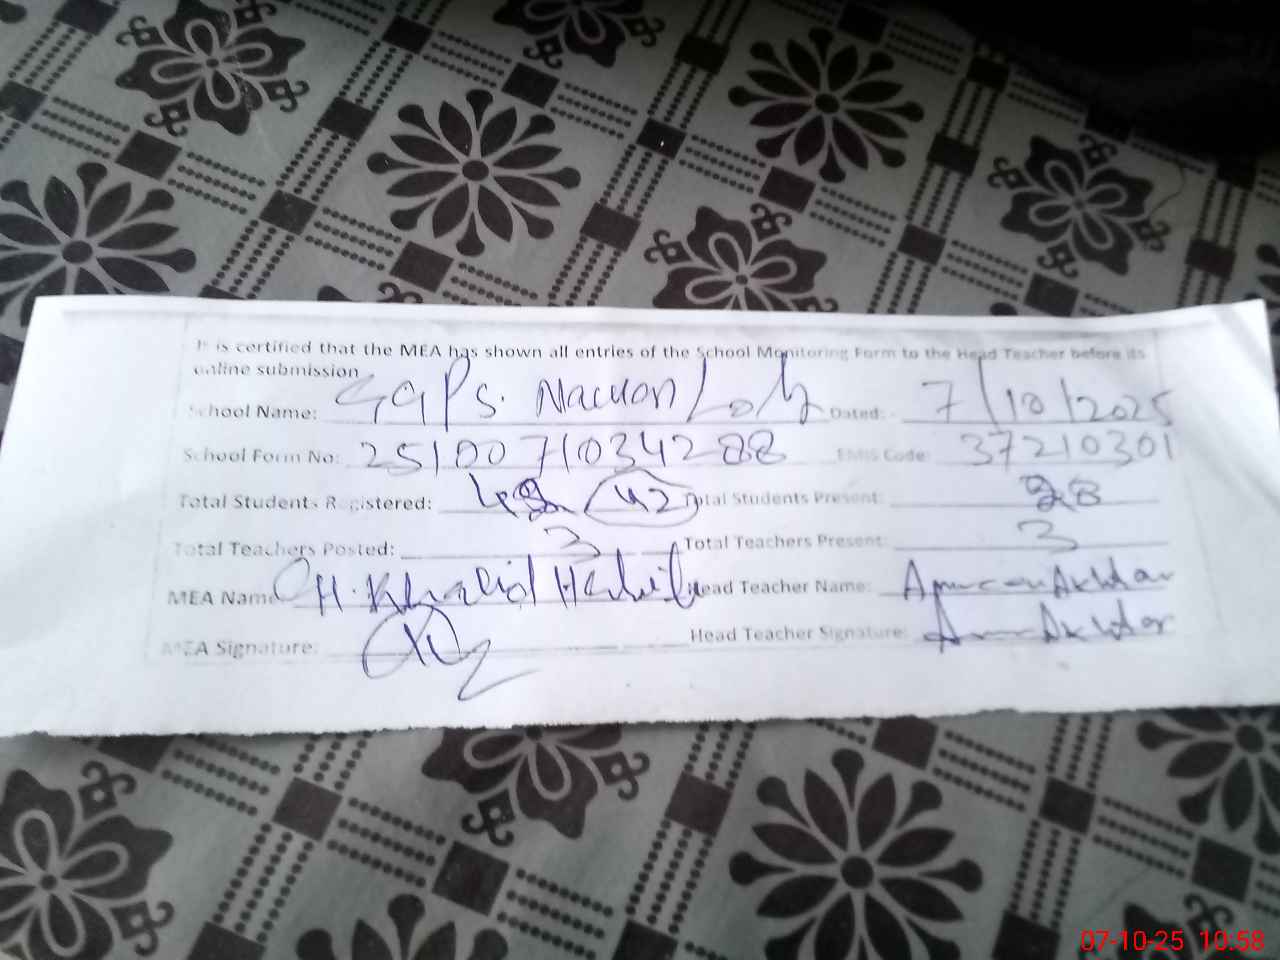 It is certified that the MEA has shown all entries of the School Monitoring Form to the Head Teacher before its
online submission
School Name: GGPS. Dated: 7/10/2025
School Form No: 2510071034288 EMIS Code: 37210301
Total Students Registered: 42 Total Students Present: 28
Total Teachers Posted: 3 Total Teachers Present: 3
MEA Name: Khalid Head Teacher Name: Akhtar
MEA Signature: Head Teacher Signature: Akhtar
07-10-25 10:58